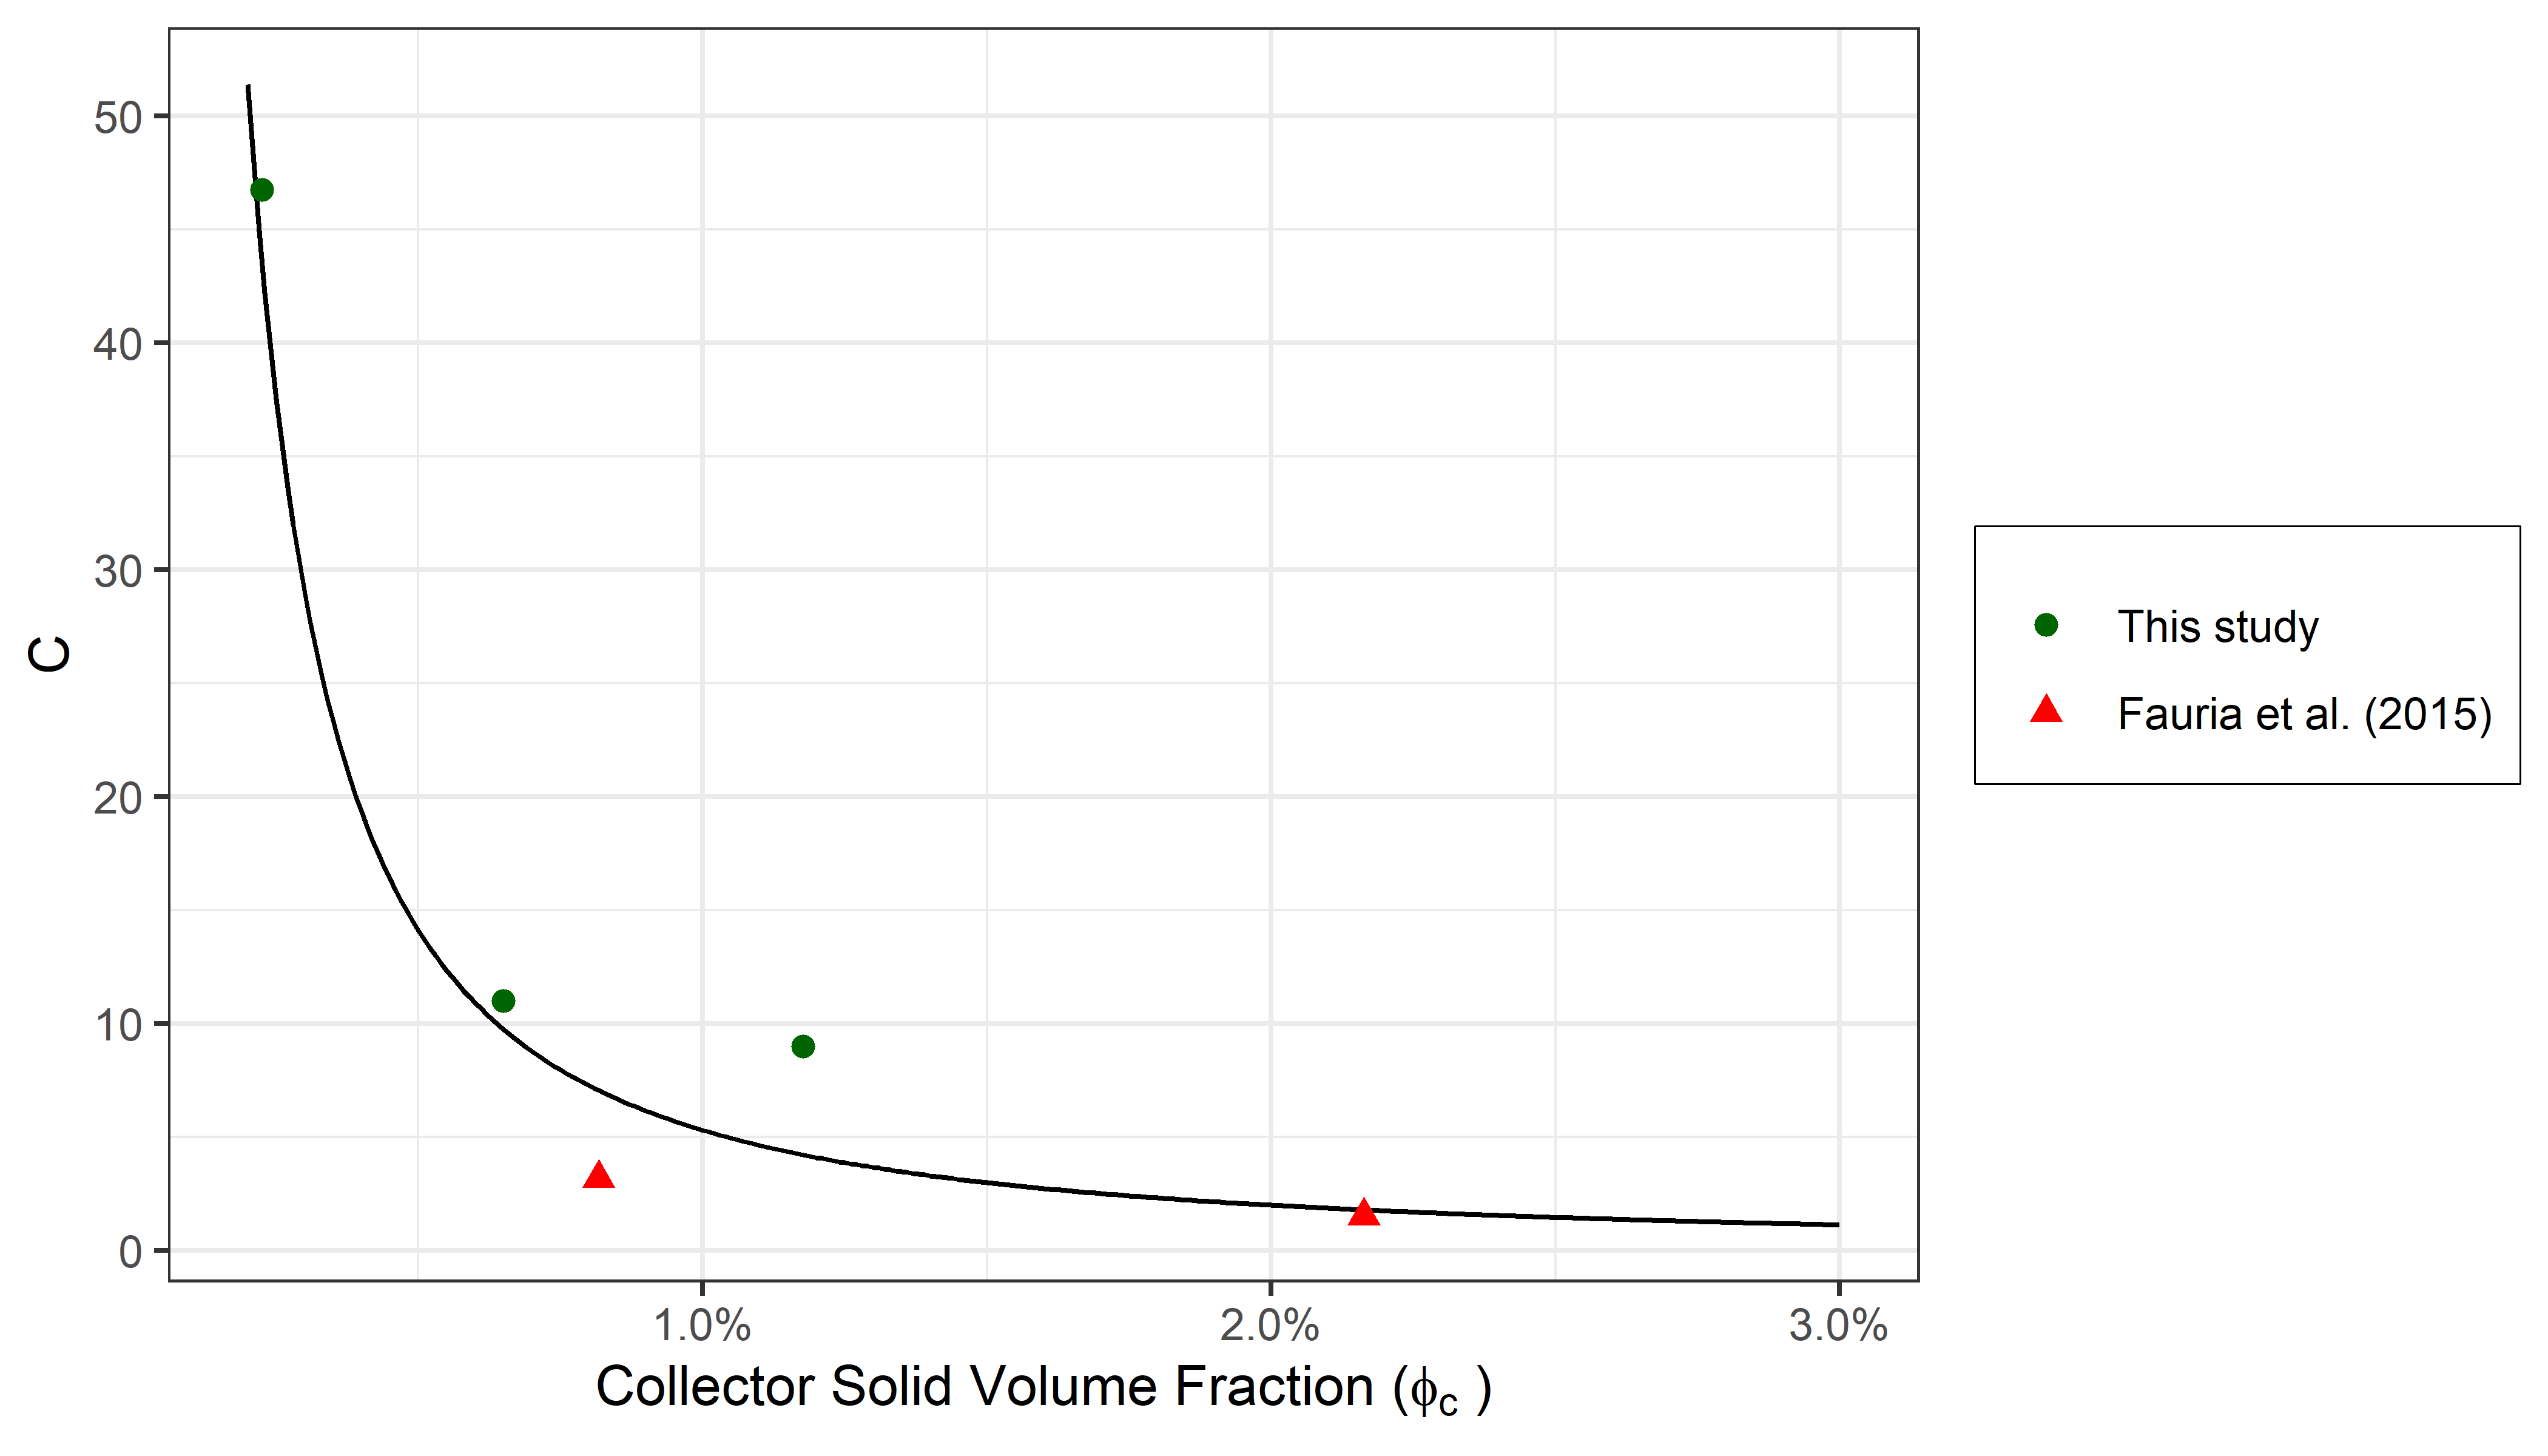 50
40
30
20
10
0
C
1.0%
2.0%
3.0%
Collector Solid Volume Fraction (ϕc )
This study
Fauria et al. (2015)